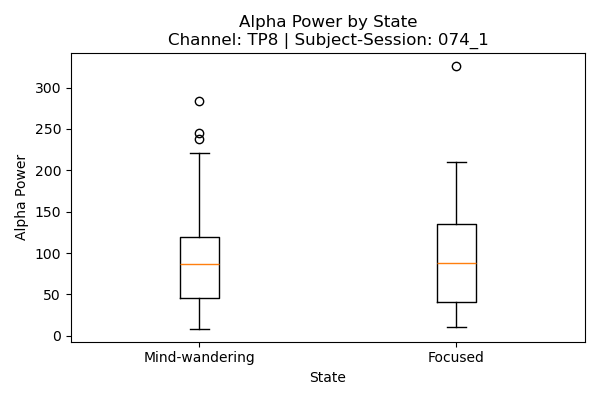 Alpha Power by State
Channel: TP8 | Subject-Session: 074_1
300
250
200
150
100
50
0
Alpha Power
Mind-wandering
Focused
State